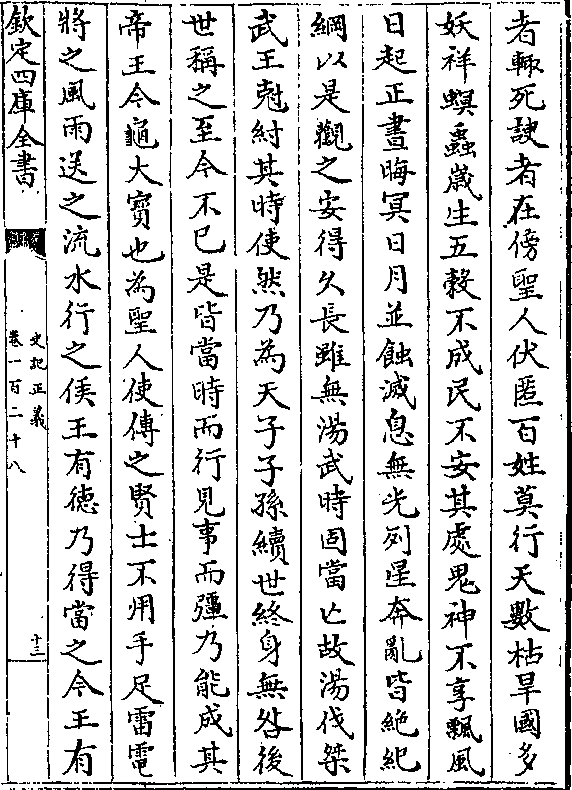 者輙死諛者在傍聖人伏匿百姓莫行天數枯旱國多
妖祥螟蟲嵗生五穀不成民不安其處鬼神不享飄風
日起正晝晦冥日月並蝕滅息無光列星奔亂皆絶紀
綱以是觀之安得久長雖無湯武時固當亡故湯伐桀
武王尅紂其時使然乃為天子子孫續世終身無咎後
世稱之至今不已是皆當時而行見事而彊乃能成其
帝王今龜大寳也為聖人使傳之賢士不用手足雷電
將之風雨送之流水行之侯王有徳乃得當之今王有
欽定四庫全書
史記正義
卷一百二十八
十三